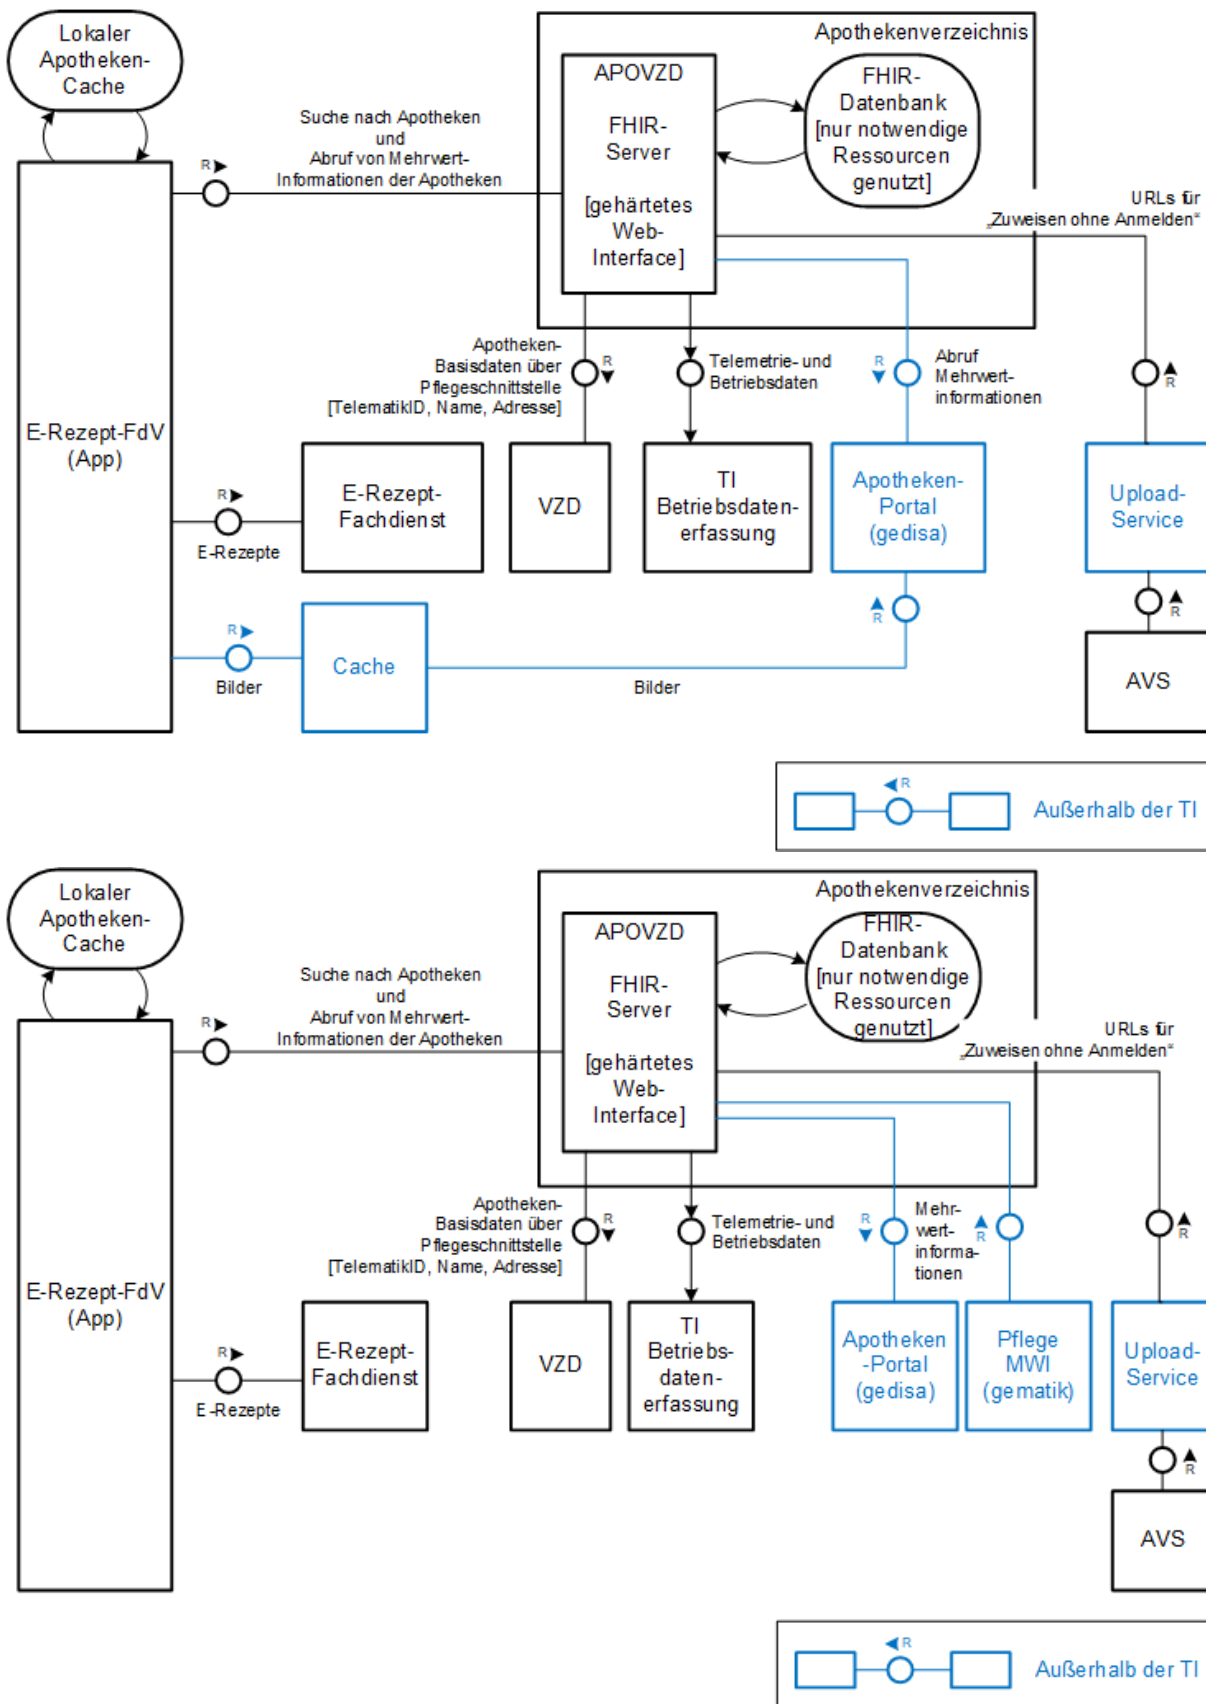 Lokaler
Apotheken-
Cache
Apothekenverzeichnis
APOVZD
FHIR-
Server
[gehärtetes
Web-
Interface]
FHIR-
Datenbank
[nur notwendige
Ressourcen
genutzt]
Suche nach Apotheken
und
Abruf von Mehrwert-
Informationen der Apotheken
R
URLs für
„Zuweisen ohne Anmelden“
Apotheken-
Basisdaten über
Pflegeschnittstelle
[TelematikID, Name, Adresse]
R
Telemetrie- und
Betriebsdaten
R
Abruf
Mehrwert-
informationen
R
E-Rezept-FdV
(App)
R
E-Rezepte
E-Rezept-
Fachdienst
VZD
TI
Betriebsdaten-
erfassung
Apotheken-
Portal
(gedisa)
Upload-
Service
R
Bilder
Cache
Bilder
R
R
AVS
R
Außerhalb der TI
Lokaler
Apotheken-
Cache
Apothekenverzeichnis
APOVZD
FHIR-
Server
[gehärtetes
Web-
Interface]
FHIR-
Datenbank
[nur notwendige
Ressourcen
genutzt]
Suche nach Apotheken
und
Abruf von Mehrwert-
Informationen der Apotheken
R
URLs für
„Zuweisen ohne Anmelden“
Apotheken-
Basisdaten über
Pflegeschnittstelle
[TelematikID, Name, Adresse]
R
Telemetrie- und
Betriebsdaten
R
Mehr-
wert-
informa-
tionen
R
R
E-Rezept-FdV
(App)
R
E-Rezepte
E-Rezept-
Fachdienst
VZD
TI
Betriebs-
daten-
erfassung
Apotheken
-Portal
(gedisa)
Pflege
MWI
(gematik)
Upload-
Service
R
AVS
R
Außerhalb der TI